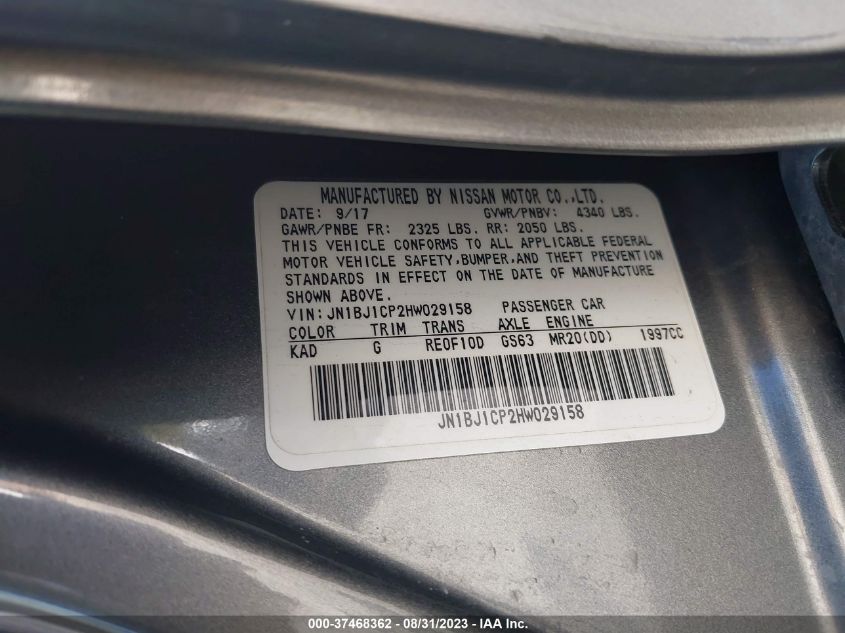 MANUFACTURED BY NISSAN MOTOR CO.,LTD.
DATE: 9/17 GVWR/PNBV: 4340 LBS.
GAWR/PNBE FR: 2325 LBS. RR: 2050 LBS.
THIS VEHICLE CONFORMS TO ALL APPLICABLE FEDERAL
MOTOR VEHICLE SAFETY,BUMPER,AND THEFT PREVENTION
STANDARDS IN EFFECT ON THE DATE OF MANUFACTURE
SHOWN ABOVE.
VIN:JN1BJ1CP2HW029158 PASSENGER CAR
COLOR TRIM TRANS AXLE ENGINE
KAD G RE0F10D GS63 MR20(DD) 1997CC
JN1BJ1CP2HW029158
000-37468362 - 08/31/2023 - IAA Inc.